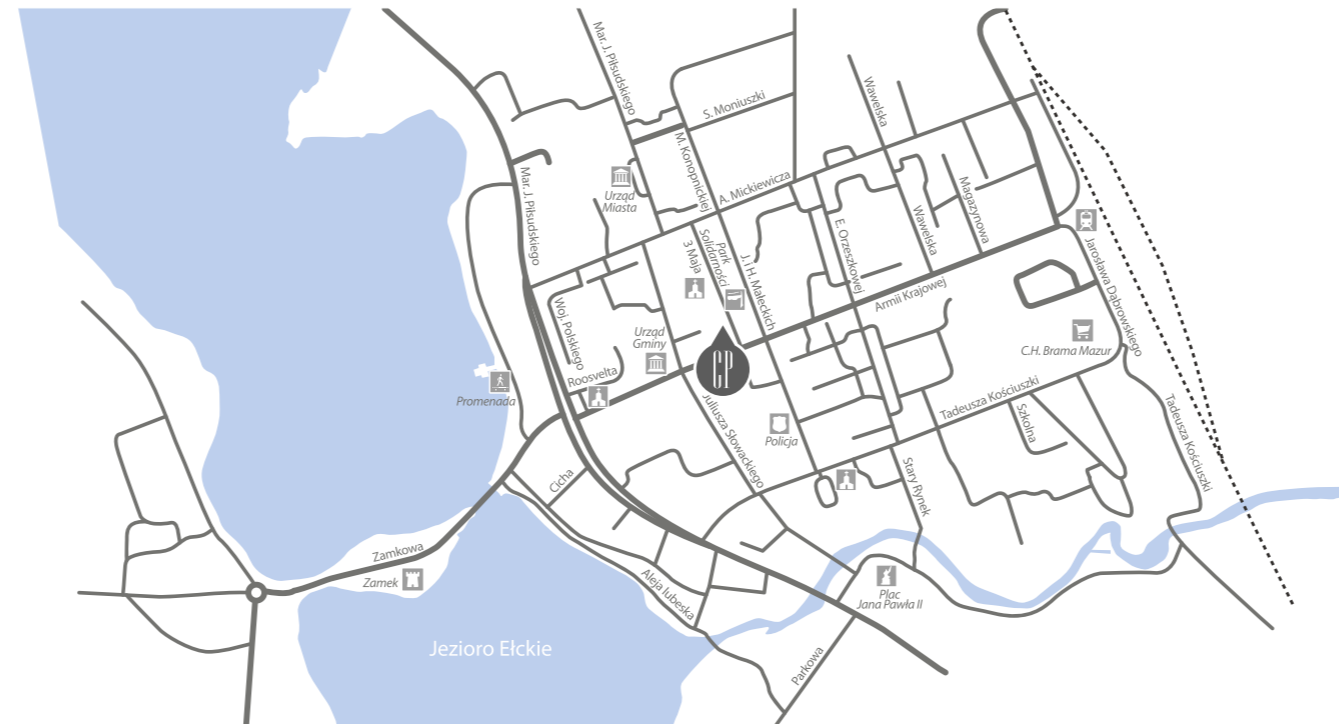 Mar. J. Piłsudskiego
Wawelska
S. Moniuszki
M. Konopnickiej
Mar. J. Piłsudskiego
Urząd
Miasta
A. Mickiewicza
Magazynowa
Wawelska
E. Orzeszkowej
Park
Solidarności
3 Maja
J. i H. Małeckich
Jarosława Dąbrowskiego
Armii Krajowej
Woj. Polskiego
Urząd
Gminy
C.H. Brama Mazur
CP
Roosvelta
Promenada
Tadeusza Kościuszki
Juliusza Słowackiego
Szkolna
Tadeusza Kościuszki
Policja
Cicha
Stary Rynek
Zamkowa
Zamek
Aleja lubeska
Plac
Jana Pawła II
Jezioro Ełckie
Parkowa